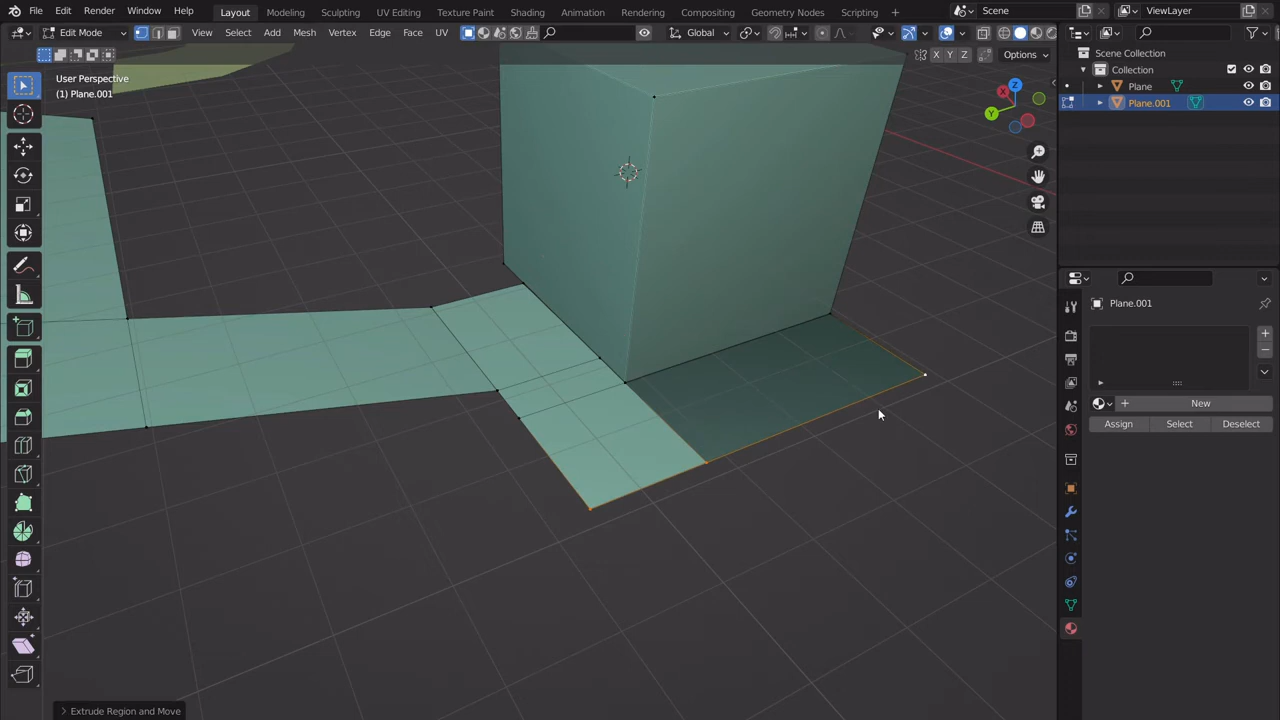 File Edit Render Window Help
Layout Modeling Sculpting UV Editing Texture Paint Shading Animation Rendering Compositing Geometry Nodes Scripting +
Scene
ViewLayer
Edit Mode View Select Add Mesh Vertex Edge Face UV
Global
X Y Z Options
User Perspective
(1) Plane.001
Z
Y
X
Scene Collection
Collection
Plane
Plane.001
Plane.001
New
Assign Select Deselect
Extrude Region and Move